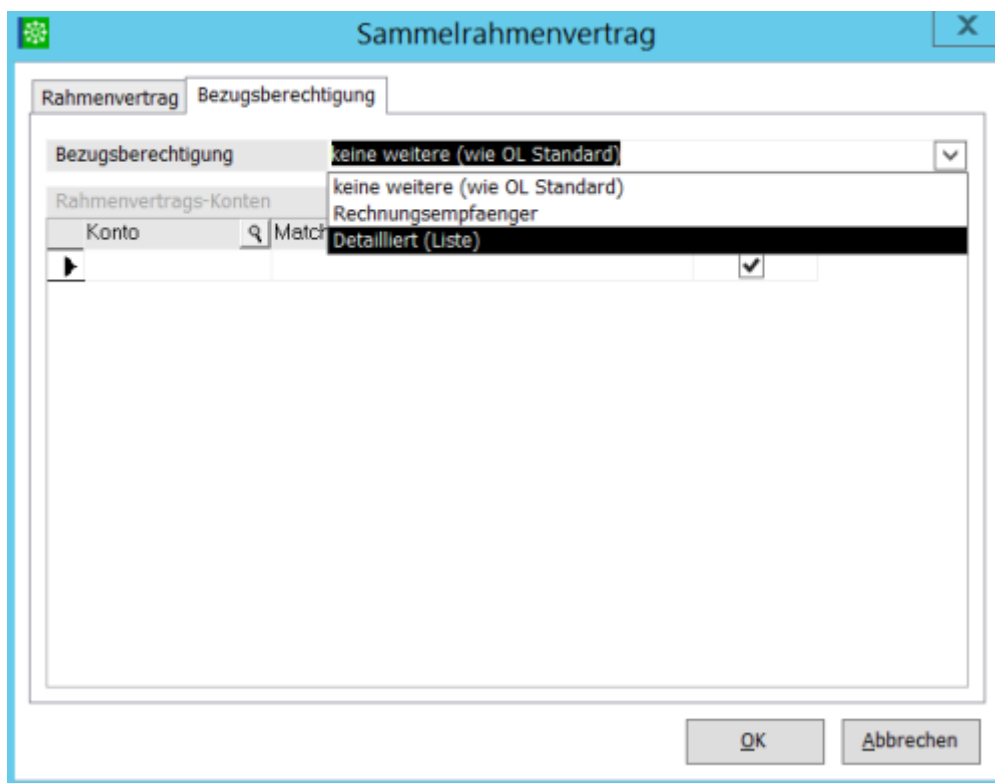 Sammelrahmenvertrag
Rahmenvertrag Bezugsberechtigung
Bezugsberechtigung keine weitere (wie OL Standard)
keine weitere (wie OL Standard)
Rahmenvertrags-Konten
Rechnungsempfaenger
Konto Match
Detailliert (Liste)
OK Abbrechen